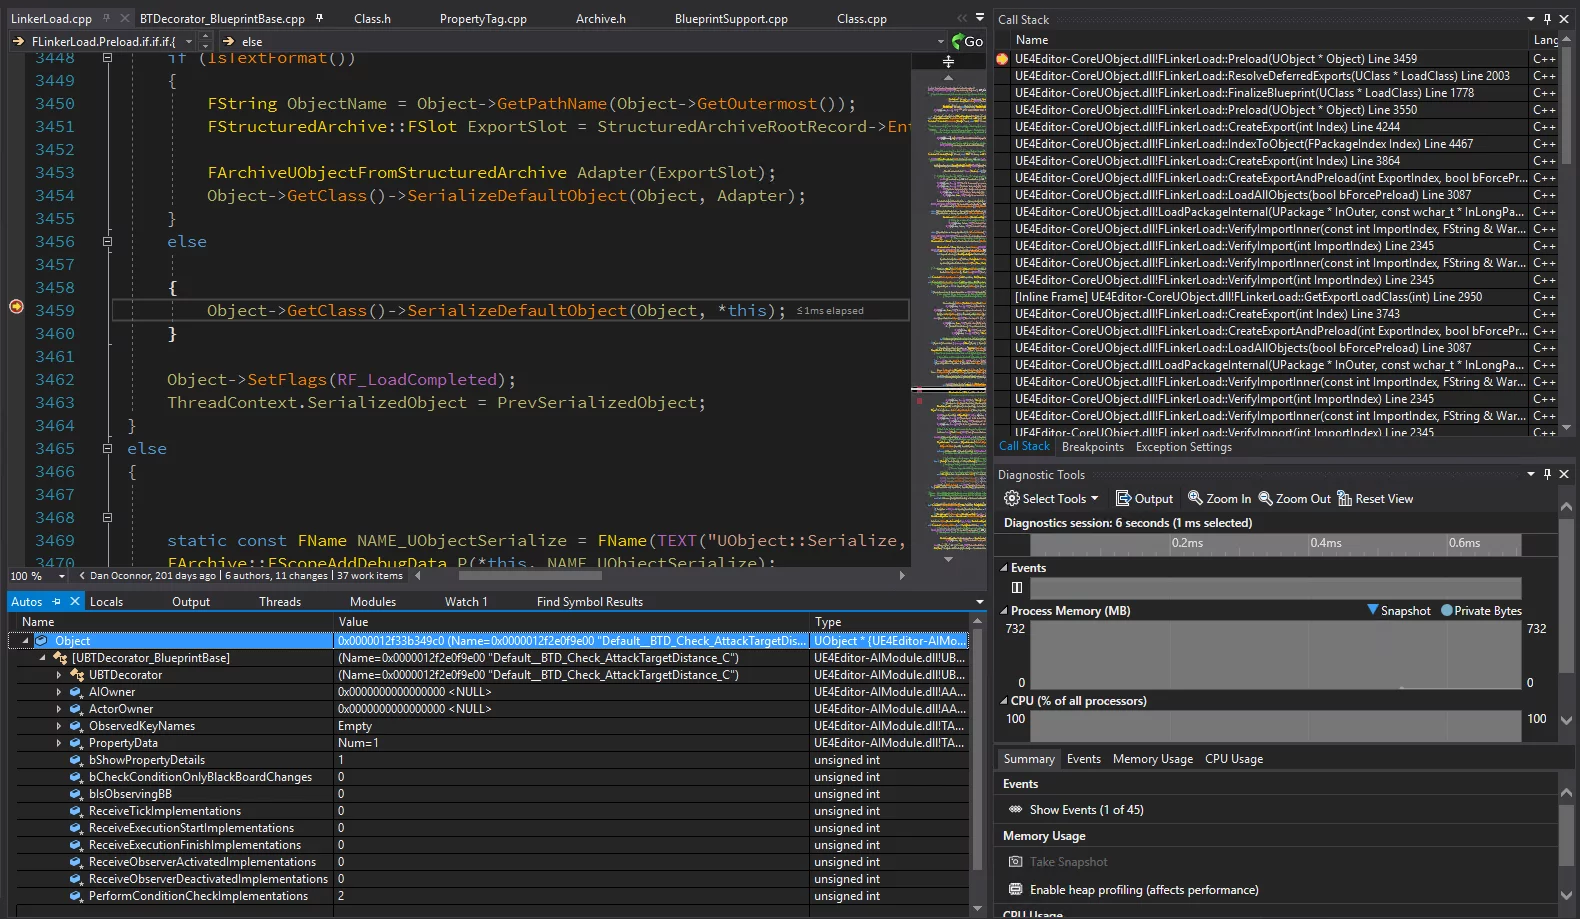 LinkerLoad.cpp
BTDecorator_BlueprintBase.cpp
Class.h
PropertyTag.cpp
Archive.h
BlueprintSupport.cpp
Class.cpp
FLinkerLoad.Preload.if.if.if.{
else
Go
3448 if (IsTextFormat())
3449 {
3450 FString ObjectName = Object->GetPathName(Object->GetOutermost());
3451 FStructuredArchive::FSlot ExportSlot = StructuredArchiveRootRecord->Ent
3452
3453 FArchiveUObjectFromStructuredArchive Adapter(ExportSlot);
3454 Object->GetClass()->SerializeDefaultObject(Object, Adapter);
3455 }
3456 else
3457
3458 {
3459 Object->GetClass()->SerializeDefaultObject(Object, *this); ≤1ms elapsed
3460 }
3461
3462 Object->SetFlags(RF_LoadCompleted);
3463 ThreadContext.SerializedObject = PrevSerializedObject;
3464 }
3465 else
3466 {
3467
3468
3469 static const FName NAME_UObjectSerialize = FName(TEXT("UObject::Serialize,
3470 FArchive::FScopeAddDebugData P(*this, NAME_UObjectSerialize);
100 %
Dan Oconnor, 201 days ago | 6 authors, 11 changes | 37 work items
Autos Locals Output Threads Modules Watch 1 Find Symbol Results
Name Value Type
Object 0x0000012f33b349c0 (Name=0x0000012f2e0f9e00 "Default__BTD_Check_AttackTargetDis... UObject * {UE4Editor-AIMo...
[UBTDecorator_BlueprintBase] (Name=0x0000012f2e0f9e00 "Default__BTD_Check_AttackTargetDistance_C") UE4Editor-AIModule.dll!UB...
UBTDecorator (Name=0x0000012f2e0f9e00 "Default__BTD_Check_AttackTargetDistance_C") UE4Editor-AIModule.dll!UB...
AIOwner 0x0000000000000000 <NULL> UE4Editor-AIModule.dll!AA...
ActorOwner 0x0000000000000000 <NULL> UE4Editor-AIModule.dll!AA...
ObservedKeyNames Empty UE4Editor-AIModule.dll!TA...
PropertyData Num=1 UE4Editor-AIModule.dll!TA...
bShowPropertyDetails 1 unsigned int
bCheckConditionOnlyBlackBoardChanges 0 unsigned int
bIsObservingBB 0 unsigned int
ReceiveTickImplementations 0 unsigned int
ReceiveExecutionStartImplementations 0 unsigned int
ReceiveExecutionFinishImplementations 0 unsigned int
ReceiveObserverActivatedImplementations 0 unsigned int
ReceiveObserverDeactivatedImplementations 0 unsigned int
PerformConditionCheckImplementations 2 unsigned int
Call Stack
Name Lang
UE4Editor-CoreUObject.dll!FLinkerLoad::Preload(UObject * Object) Line 3459 C++
UE4Editor-CoreUObject.dll!FLinkerLoad::ResolveDeferredExports(UClass * LoadClass) Line 2003 C++
UE4Editor-CoreUObject.dll!FLinkerLoad::FinalizeBlueprint(UClass * LoadClass) Line 1778 C++
UE4Editor-CoreUObject.dll!FLinkerLoad::Preload(UObject * Object) Line 3550 C++
UE4Editor-CoreUObject.dll!FLinkerLoad::CreateExport(int Index) Line 4244 C++
UE4Editor-CoreUObject.dll!FLinkerLoad::IndexToObject(FPackageIndex Index) Line 4467 C++
UE4Editor-CoreUObject.dll!FLinkerLoad::CreateExport(int Index) Line 3864 C++
UE4Editor-CoreUObject.dll!FLinkerLoad::CreateExportAndPreload(int ExportIndex, bool bForcePr... C++
UE4Editor-CoreUObject.dll!FLinkerLoad::LoadAllObjects(bool bForcePreload) Line 3087 C++
UE4Editor-CoreUObject.dll!LoadPackageInternal(UPackage * InOuter, const wchar_t * InLongPa... C++
UE4Editor-CoreUObject.dll!FLinkerLoad::VerifyImportInner(const int ImportIndex, FString & War... C++
UE4Editor-CoreUObject.dll!FLinkerLoad::VerifyImport(int ImportIndex) Line 2345 C++
UE4Editor-CoreUObject.dll!FLinkerLoad::VerifyImportInner(const int ImportIndex, FString & War... C++
UE4Editor-CoreUObject.dll!FLinkerLoad::VerifyImport(int ImportIndex) Line 2345 C++
[Inline Frame] UE4Editor-CoreUObject.dll!FLinkerLoad::GetExportLoadClass(int) Line 2950 C++
UE4Editor-CoreUObject.dll!FLinkerLoad::CreateExport(int Index) Line 3743 C++
UE4Editor-CoreUObject.dll!FLinkerLoad::CreateExportAndPreload(int ExportIndex, bool bForcePr... C++
UE4Editor-CoreUObject.dll!FLinkerLoad::LoadAllObjects(bool bForcePreload) Line 3087 C++
UE4Editor-CoreUObject.dll!LoadPackageInternal(UPackage * InOuter, const wchar_t * InLongPa... C++
UE4Editor-CoreUObject.dll!FLinkerLoad::VerifyImportInner(const int ImportIndex, FString & War... C++
UE4Editor-CoreUObject.dll!FLinkerLoad::VerifyImport(int ImportIndex) Line 2345 C++
UE4Editor-CoreUObject.dll!FLinkerLoad::VerifyImportInner(const int ImportIndex, FString & War... C++
UE4Editor-CoreUObject.dll!FLinkerLoad::VerifyImport(int ImportIndex) Line 2345 C++
Call Stack Breakpoints Exception Settings
Diagnostic Tools
Select Tools Output Zoom In Zoom Out Reset View
Diagnostics session: 6 seconds (1 ms selected)
0.2ms 0.4ms 0.6ms
Events
Process Memory (MB) Snapshot Private Bytes
732 732
0 0
CPU (% of all processors)
100 100
Summary Events Memory Usage CPU Usage
Events
Show Events (1 of 45)
Memory Usage
Take Snapshot
Enable heap profiling (affects performance)
CPU Usage